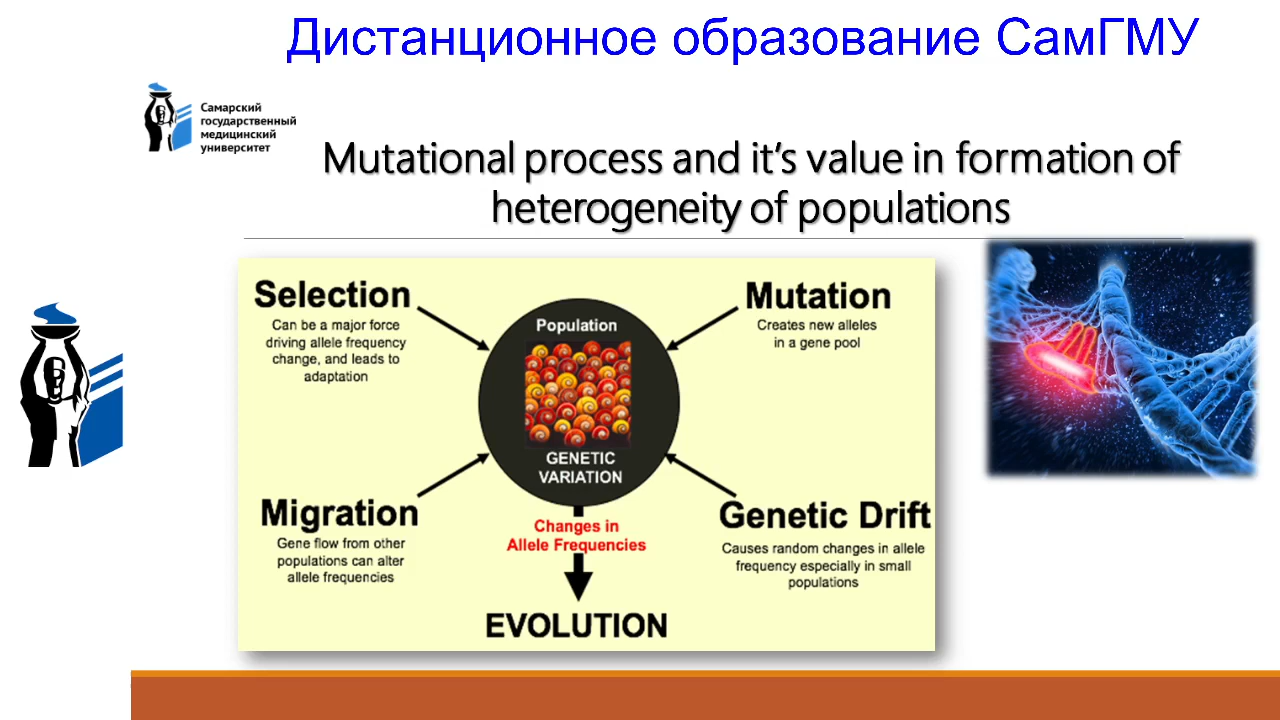 Дистанционное образование СамГМУ
Самарский
государственный
медицинский
университет
Mutational process and it’s value in formation of
heterogeneity of populations
Selection
Can be a major force
driving allele frequency
change, and leads to
adaptation
Population
GENETIC
VARIATION
Mutation
Creates new alleles
in a gene pool
Migration
Gene flow from other
populations can alter
allele frequencies
Changes in
Allele Frequencies
Genetic Drift
Causes random changes in allele
frequency especially in small
populations
EVOLUTION